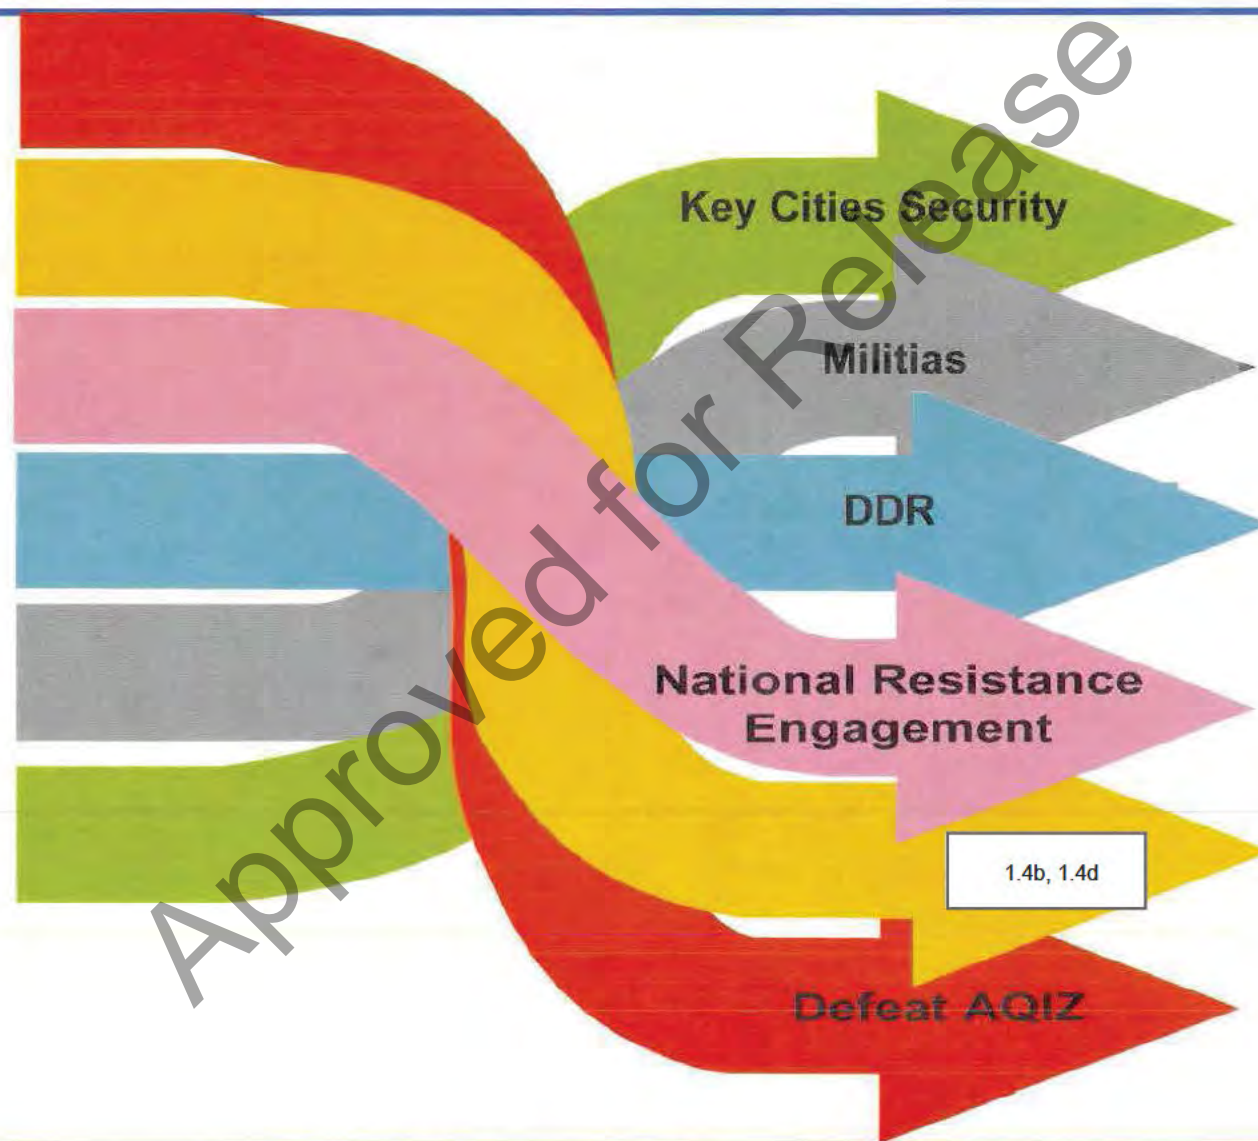 Key Cities Security
Militias
DDR
National Resistance
Engagement
1.4b, 1.4d
Defeat AQIZ
Approved for Release